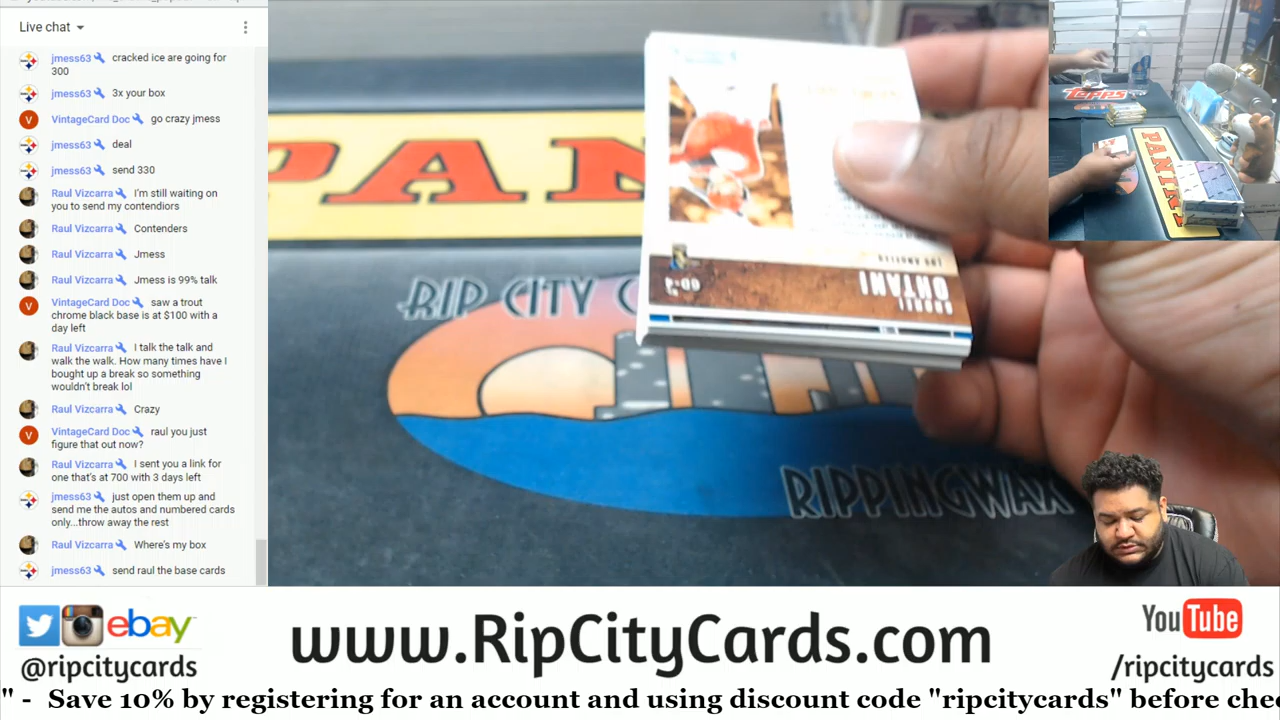 Live chat
jmess63 cracked ice are going for
300
jmess63 3x your box
VintageCard Doc go crazy jmess
jmess63 deal
jmess63 send 330
Raul Vizcarra I'm still waiting on
you to send my contendiors
Raul Vizcarra Contenders
Raul Vizcarra Jmess
Raul Vizcarra Jmess is 99% talk
VintageCard Doc saw a trout
chrome black base is at $100 with a
day left
Raul Vizcarra I talk the talk and
walk the walk. How many times have I
bought up a break so something
wouldn't break lol
Raul Vizcarra Crazy
VintageCard Doc raul you just
figure that out now?
Raul Vizcarra I sent you a link for
one that's at 700 with 3 days left
jmess63 just open them up and
send me the autos and numbered cards
only...throw away the rest
Raul Vizcarra Where's my box
jmess63 send raul the base cards
PANI
RIP CITY C
RIPPINGWAX
SHOHEI
OHTANI
LOS ANGELES
Topps
PANINI
ebay
@ripcitycards
www.RipCityCards.com
YouTube
/ripcitycards
" - Save 10% by registering for an account and using discount code "ripcitycards" before chec